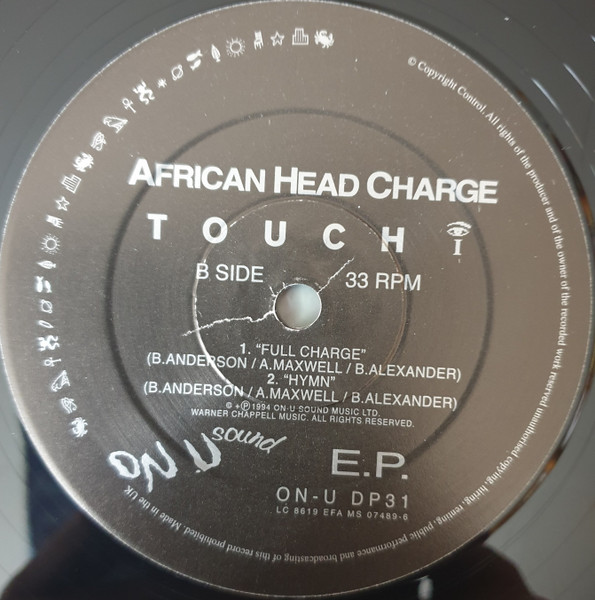 AFRICAN HEAD CHARGE
TOUCH I
B SIDE 33 RPM
1. “FULL CHARGE”
(B.ANDERSON / A.MAXWELL / B.ALEXANDER)
2. “HYMN”
(B.ANDERSON / A.MAXWELL / B.ALEXANDER)
© + ℗ 1994 ON-U SOUND MUSIC LTD.
WARNER CHAPPELL MUSIC. ALL RIGHTS RESERVED.
ON U sound
E.P.
ON-U DP31
LC 8619 EFA MS 07489-6
© Copyright Control. All rights of the producer and of the owner of the recorded work reserved unauthorised copying, hiring, renting, public performance and broadcasting of this record prohibited. Made in the UK